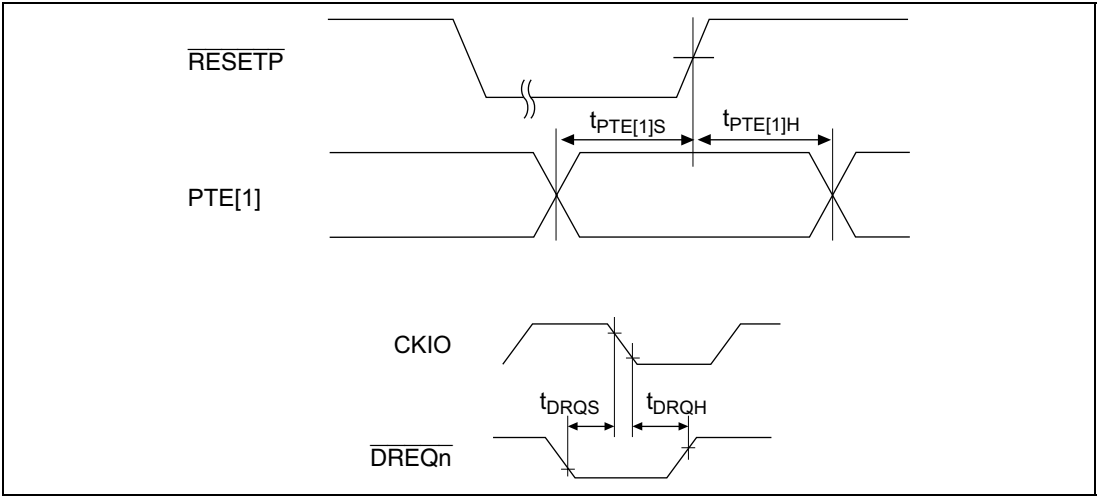 RESETP
tPTE[1]S tPTE[1]H
PTE[1]
CKIO
tDRQS tDRQH
DREQn